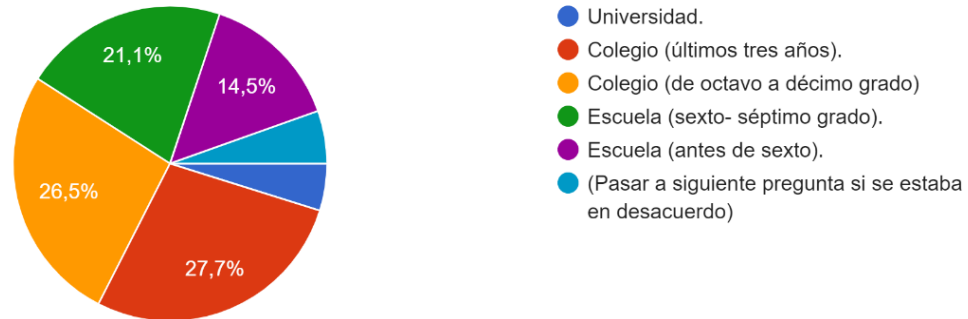 21,1%
14,5%
26,5%
27,7%
Universidad.
Colegio (últimos tres años).
Colegio (de octavo a décimo grado)
Escuela (sexto- séptimo grado).
Escuela (antes de sexto).
(Pasar a siguiente pregunta si se estaba
en desacuerdo)